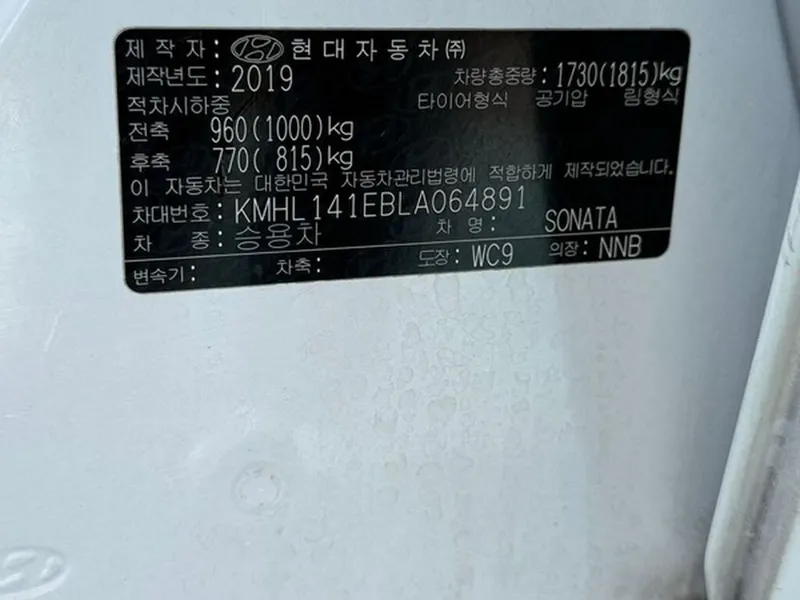 제 작 자 : 현 대 자 동 차 ㈜
제작년도 : 2019 차량총중량 : 1730(1815)kg
적차시하중 타이어형식 공기압 림형식
전축 960(1000)kg
후축 770( 815)kg
이 자동차는 대한민국 자동차관리법령에 적합하게 제작되었습니다.
차대번호 : KMHL141EBLA064891
차 종 : 승용차 차 명 : SONATA
변속기 : 차축 : 도장 : WC9 의장 : NNB